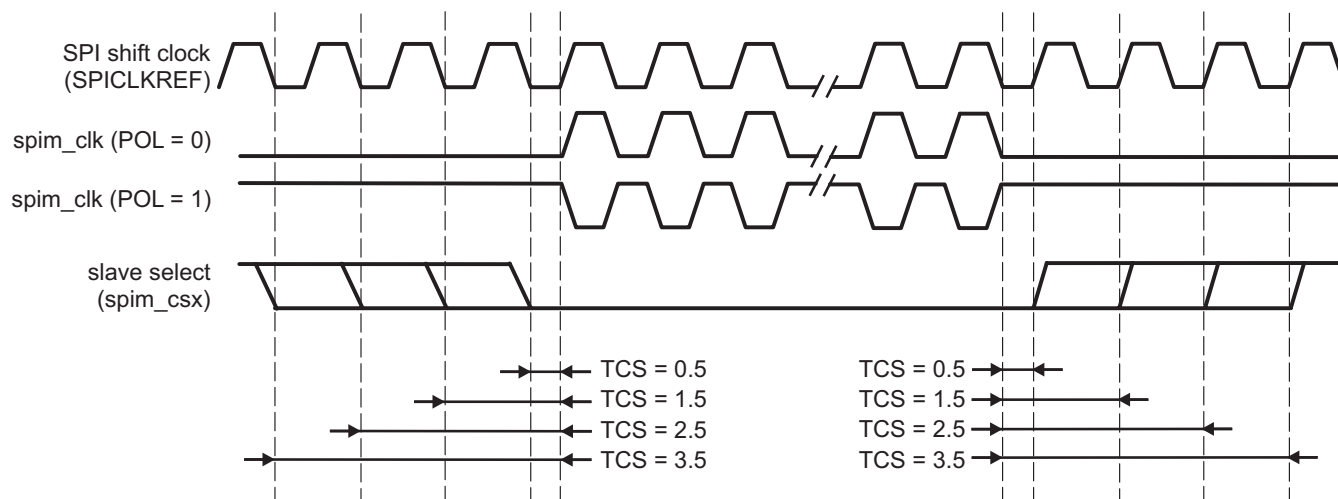 SPI shift clock
(SPICLKREF)
spim_clk (POL = 0)
spim_clk (POL = 1)
slave select
(spim_csx)
TCS = 0.5
TCS = 1.5
TCS = 2.5
TCS = 3.5
TCS = 0.5
TCS = 1.5
TCS = 2.5
TCS = 3.5